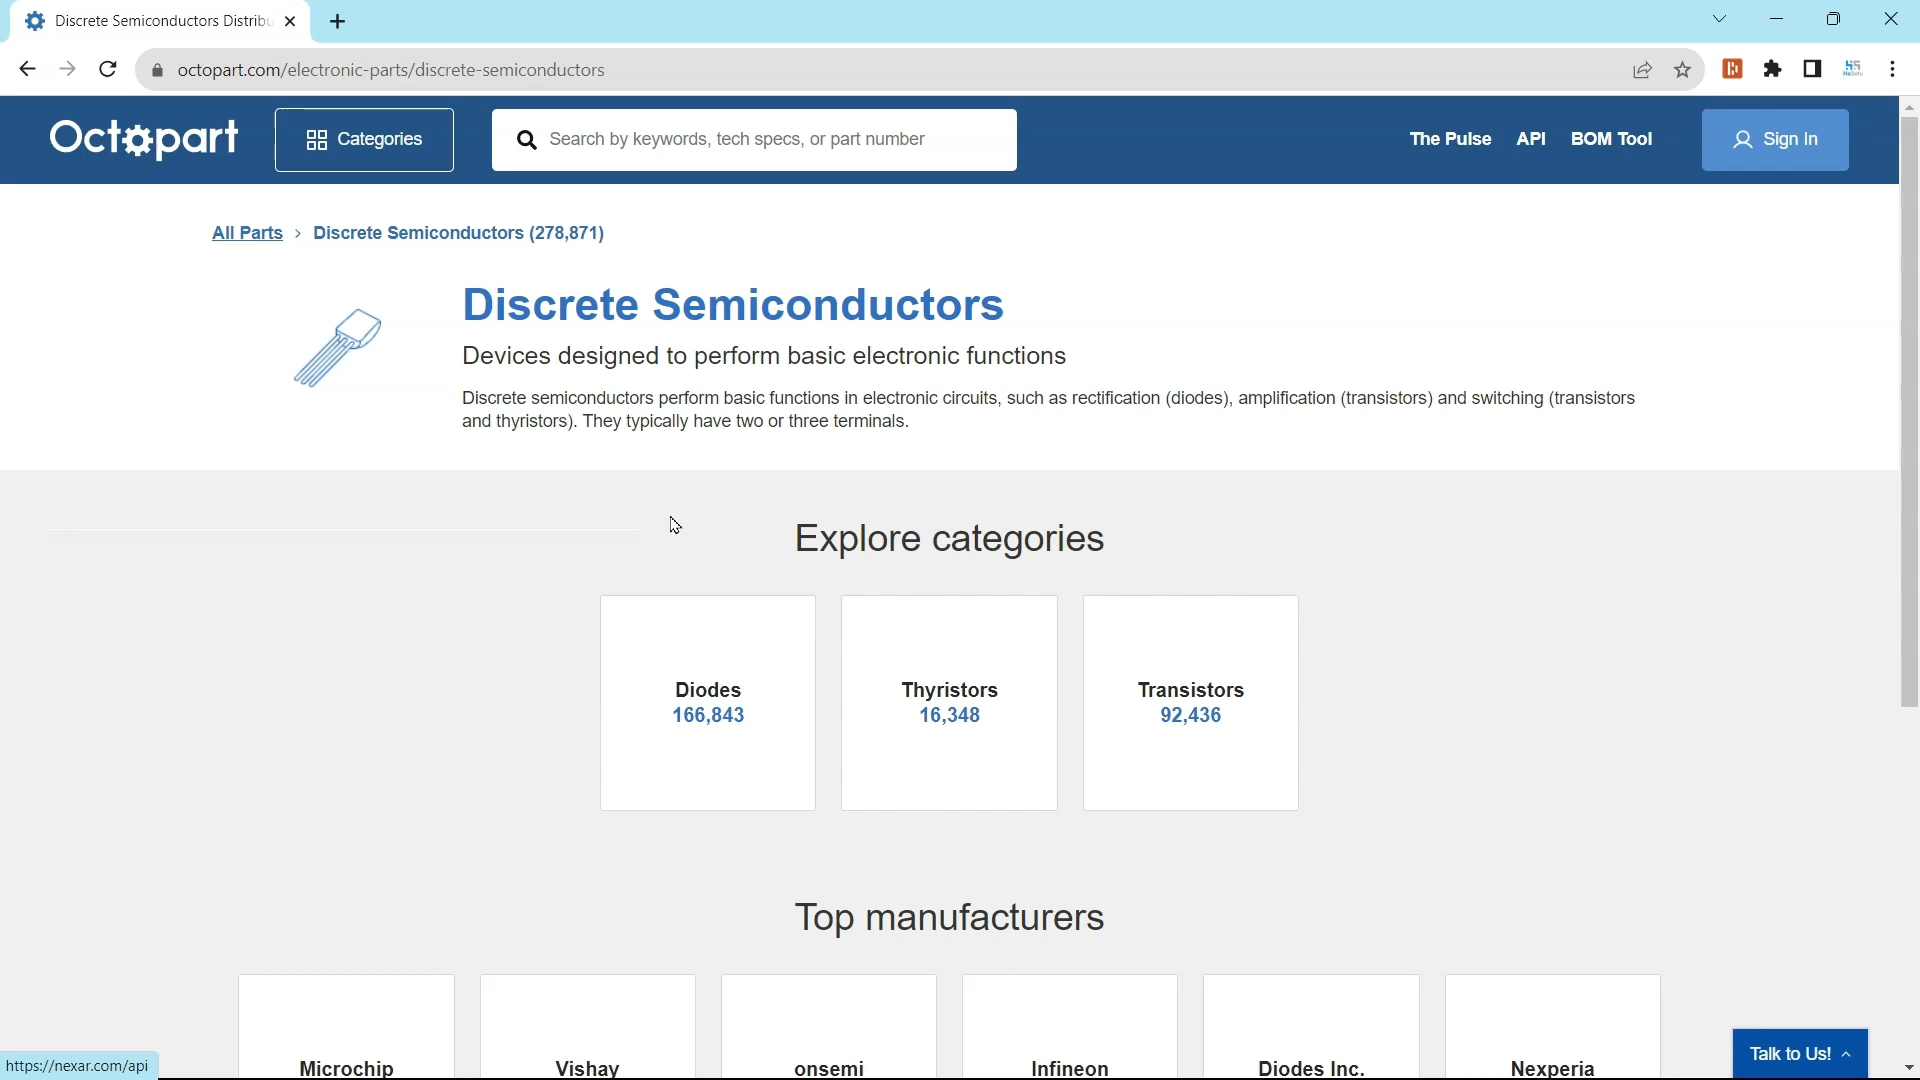 Discrete Semiconductors Distribu
octopart.com/electronic-parts/discrete-semiconductors
Octopart
Categories
Search by keywords, tech specs, or part number
The Pulse
API
BOM Tool
Sign In
All Parts > Discrete Semiconductors (278,871)
Discrete Semiconductors
Devices designed to perform basic electronic functions
Discrete semiconductors perform basic functions in electronic circuits, such as rectification (diodes), amplification (transistors) and switching (transistors
and thyristors). They typically have two or three terminals.
Explore categories
Diodes
166,843
Thyristors
16,348
Transistors
92,436
Top manufacturers
Microchip
Vishay
onsemi
Infineon
Diodes Inc.
Nexperia
Talk to Us!
https://nexar.com/api